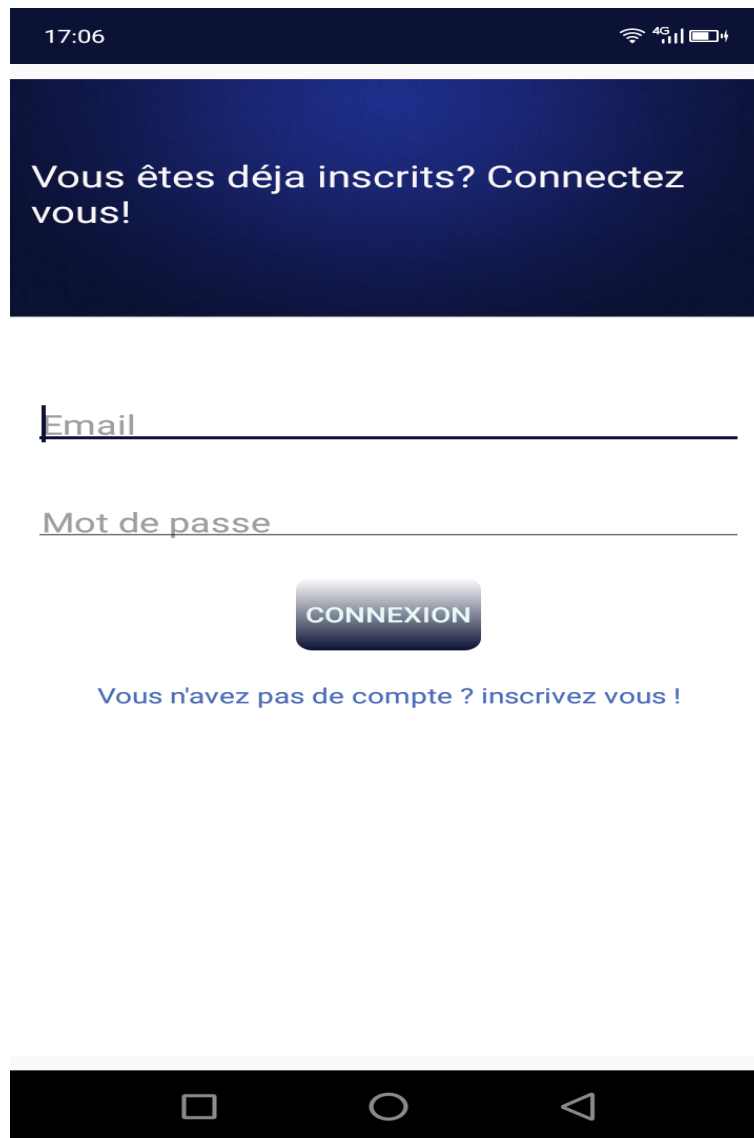 17:06
4G
Vous êtes déja inscrits? Connectez
vous!
Email
Mot de passe
CONNEXION
Vous n'avez pas de compte ? inscrivez vous !